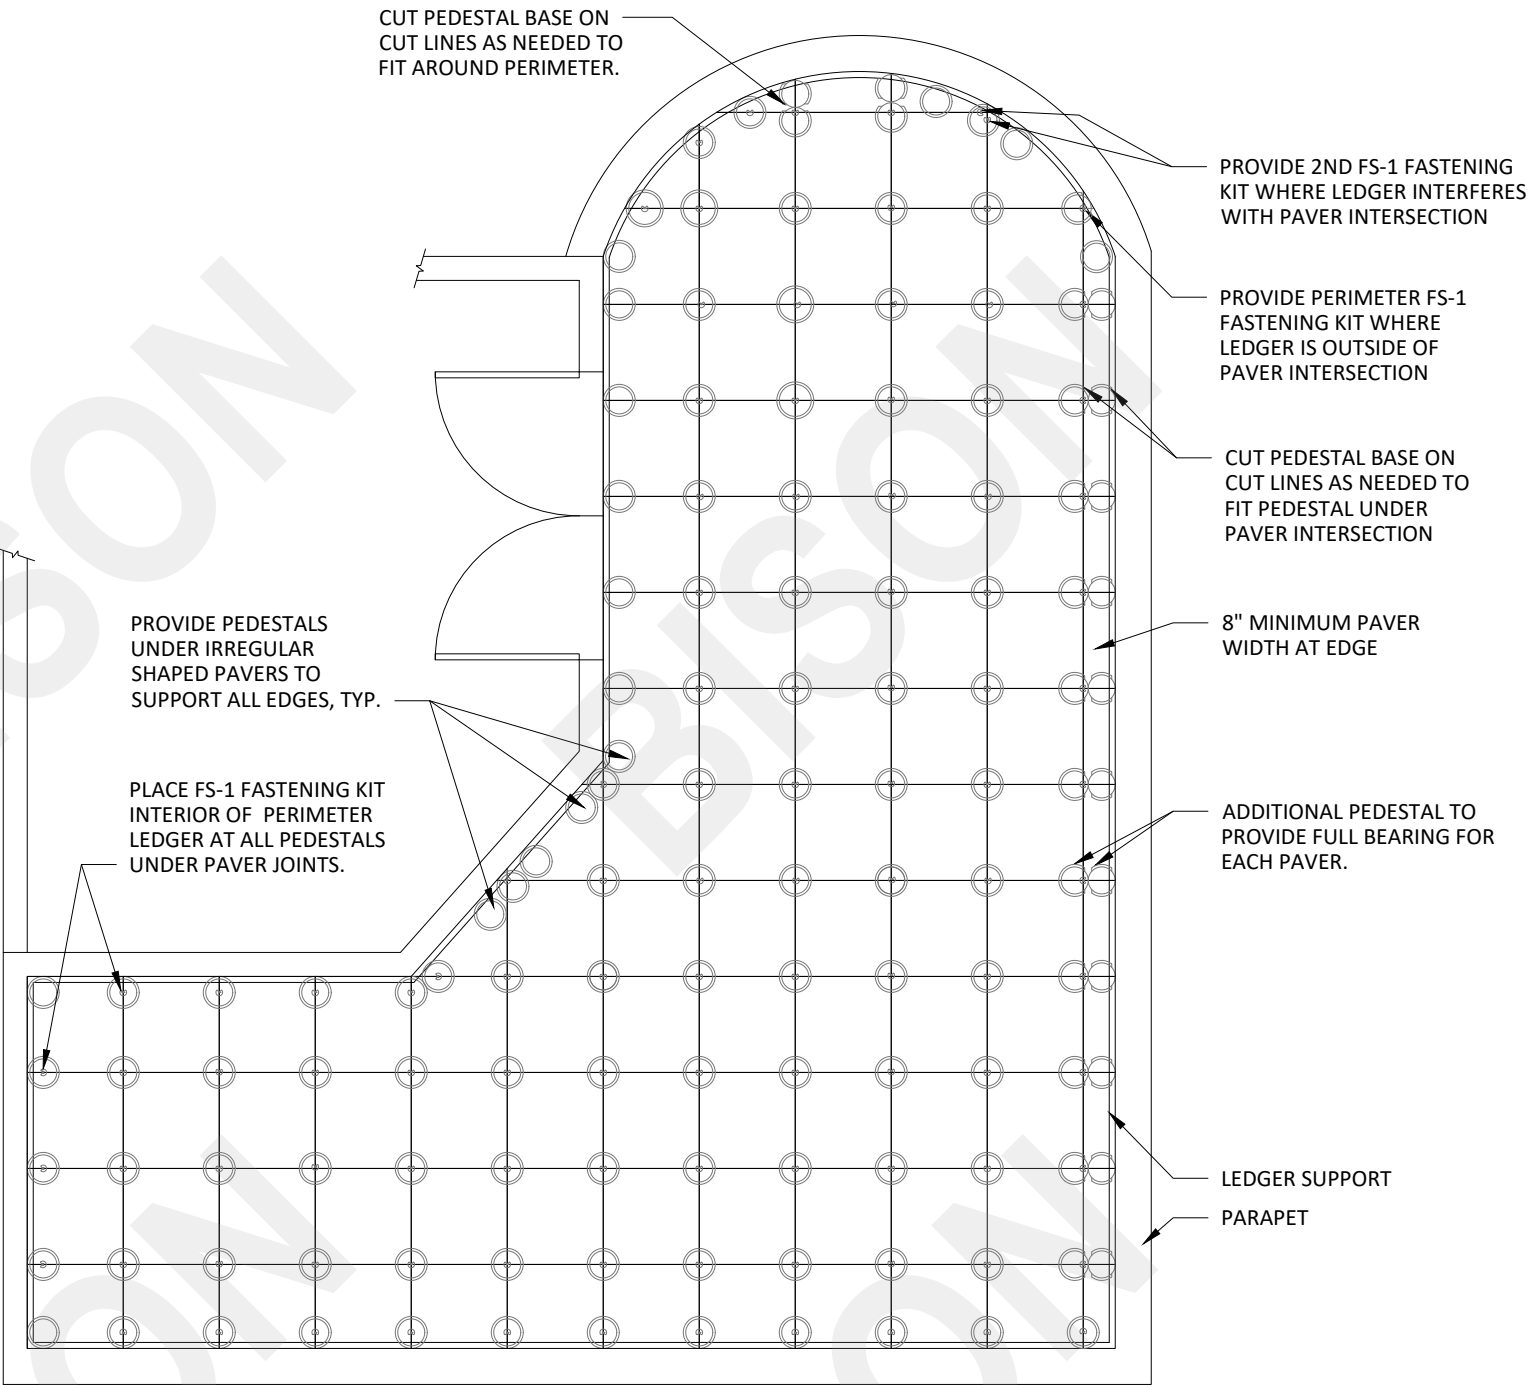 CUT PEDESTAL BASE ON
CUT LINES AS NEEDED TO
FIT AROUND PERIMETER.
PROVIDE 2ND FS-1 FASTENING
KIT WHERE LEDGER INTERFERES
WITH PAVER INTERSECTION
PROVIDE PERIMETER FS-1
FASTENING KIT WHERE
LEDGER IS OUTSIDE OF
PAVER INTERSECTION
CUT PEDESTAL BASE ON
CUT LINES AS NEEDED TO
FIT PEDESTAL UNDER
PAVER INTERSECTION
PROVIDE PEDESTALS
UNDER IRREGULAR
SHAPED PAVERS TO
SUPPORT ALL EDGES, TYP.
8" MINIMUM PAVER
WIDTH AT EDGE
PLACE FS-1 FASTENING KIT
INTERIOR OF PERIMETER
LEDGER AT ALL PEDESTALS
UNDER PAVER JOINTS.
ADDITIONAL PEDESTAL TO
PROVIDE FULL BEARING FOR
EACH PAVER.
LEDGER SUPPORT
PARAPET
BISON
ISON
ON
ON